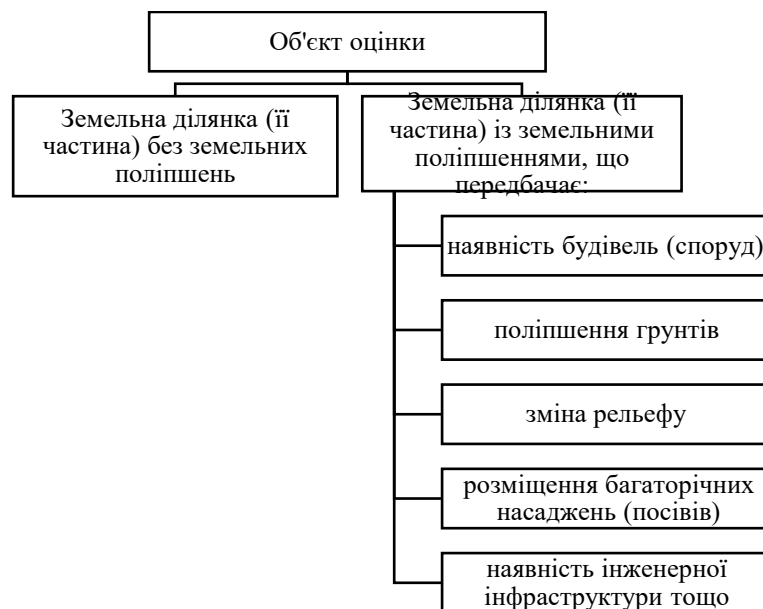 Об'єкт оцінки
Земельна ділянка (її
частина) без земельних
поліпшень
Земельна ділянка (її
частина) із земельними
поліпшеннями, що
передбачає:
наявність будівель (споруд)
поліпшення грунтів
зміна рельефу
розміщення багаторічних
насаджень (посівів)
наявність інженерної
інфраструктури тощо